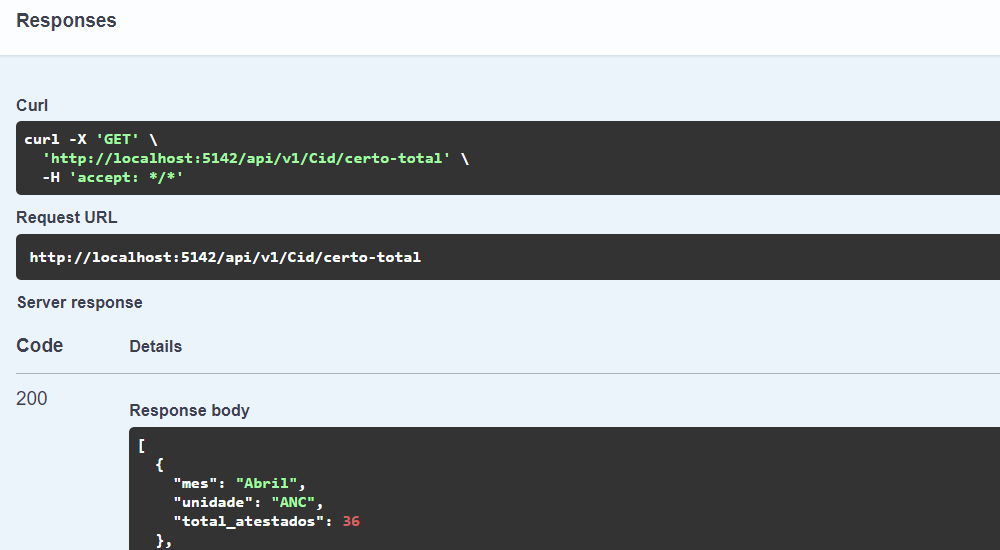 Responses
Curl
curl -X 'GET' \
  'http://localhost:5142/api/v1/Cid/certo-total' \
  -H 'accept: */*'
Request URL
http://localhost:5142/api/v1/Cid/certo-total
Server response
Code Details
200
Response body
[
  {
    "mes": "Abril",
    "unidade": "ANC",
    "total_atestados": 36
  },